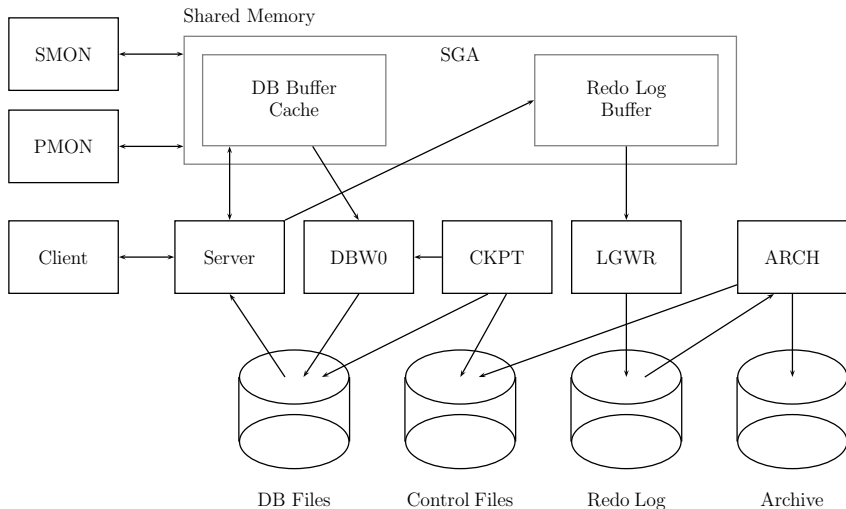 Shared Memory
SMON
SGA
DB Buffer
Cache
Redo Log
Buffer
PMON
Client
Server
DBW0
CKPT
LGWR
ARCH
DB Files
Control Files
Redo Log
Archive